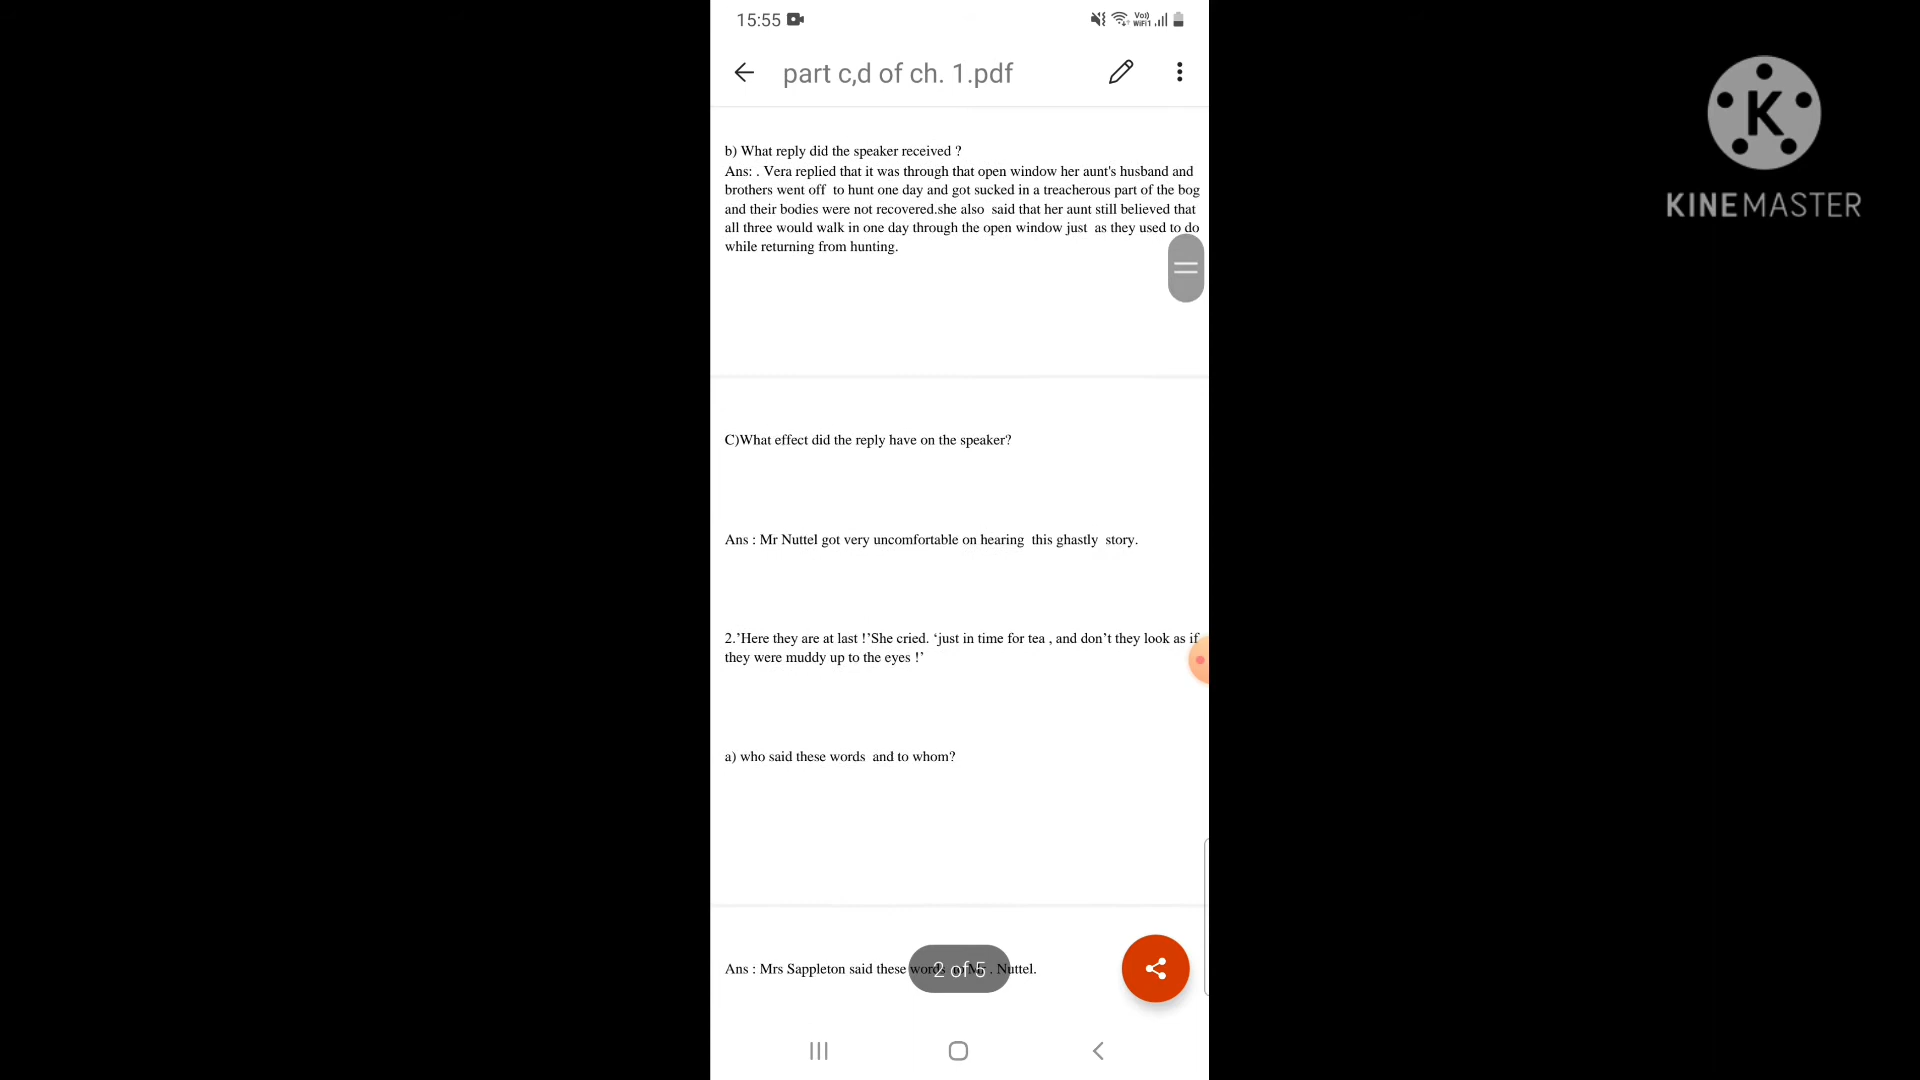 15:55
Vo))
WiFi1
part c,d of ch. 1.pdf
K
KINEMASTER
b) What reply did the speaker received ?
Ans: . Vera replied that it was through that open window her aunt's husband and
brothers went off to hunt one day and got sucked in a treacherous part of the bog
and their bodies were not recovered.she also said that her aunt still believed that
all three would walk in one day through the open window just as they used to do
while returning from hunting.
C)What effect did the reply have on the speaker?
Ans : Mr Nuttel got very uncomfortable on hearing this ghastly story.
2.’Here they are at last !’She cried. ‘just in time for tea , and don’t they look as if
they were muddy up to the eyes !’
a) who said these words and to whom?
Ans : Mrs Sappleton said these words to Mr . Nuttel.
2 of 5